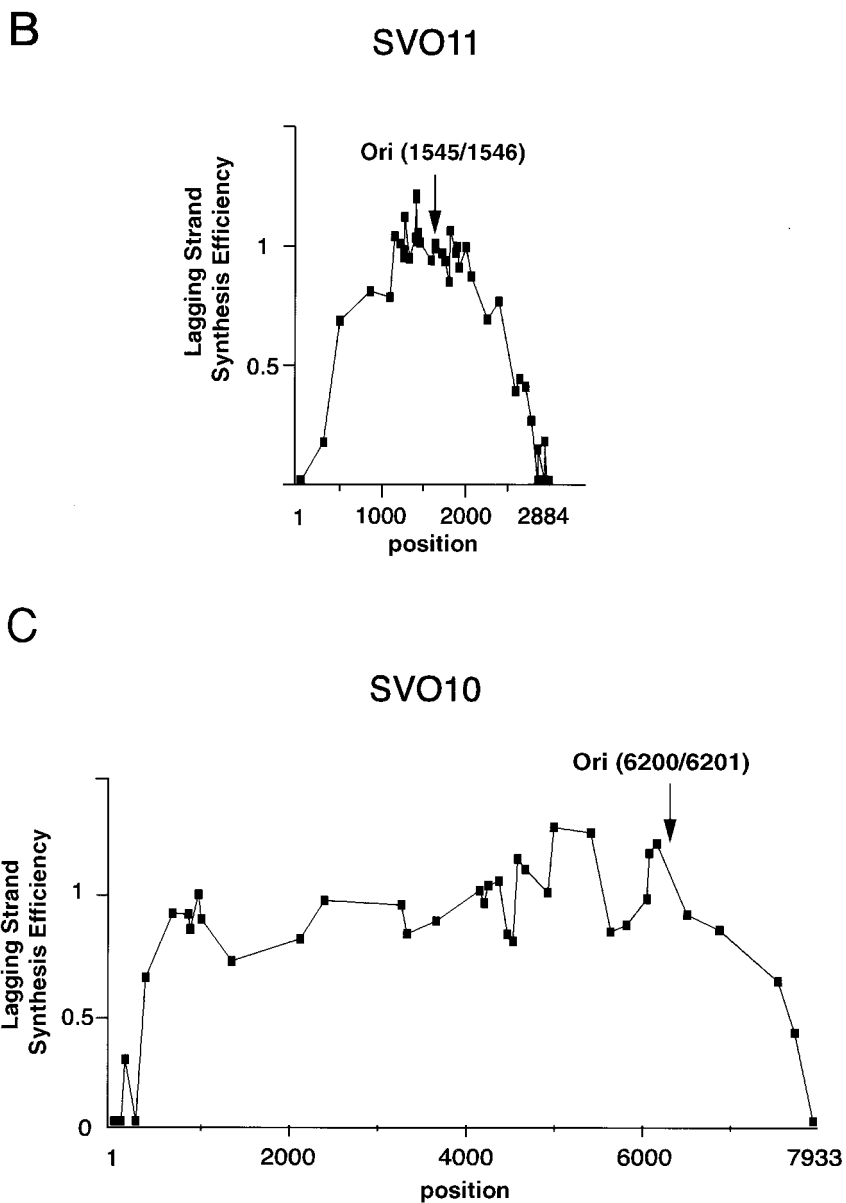 B
SVO11
Ori (1545/1546)
Lagging Strand
Synthesis Efficiency
1
0.5
1 1000 2000 2884
position
C
SVO10
Ori (6200/6201)
Lagging Strand
Synthesis Efficiency
1
0.5
0
1 2000 4000 6000 7933
position